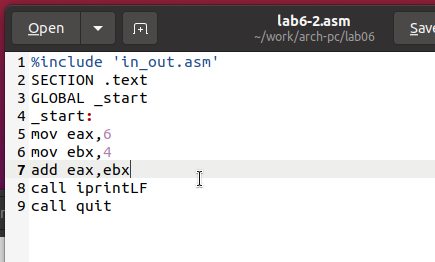 Open
lab6-2.asm
~/work/arch-pc/lab06
1 %include 'in_out.asm'
2 SECTION .text
3 GLOBAL _start
4 _start:
5 mov eax,6
6 mov ebx,4
7 add eax,ebx
8 call iprintLF
9 call quit